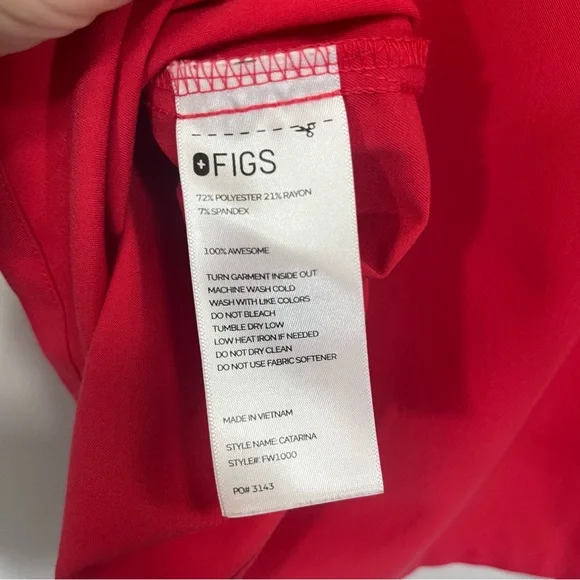 FIGS
72% POLYESTER 21% RAYON
7% SPANDEX
100% AWESOME
TURN GARMENT INSIDE OUT
MACHINE WASH COLD
WASH WITH LIKE COLORS
DO NOT BLEACH
TUMBLE DRY LOW
LOW HEAT IRON IF NEEDED
DO NOT DRY CLEAN
DO NOT USE FABRIC SOFTENER
MADE IN VIETNAM
STYLE NAME: CATARINA
STYLE#: FW1000
PO# 3143